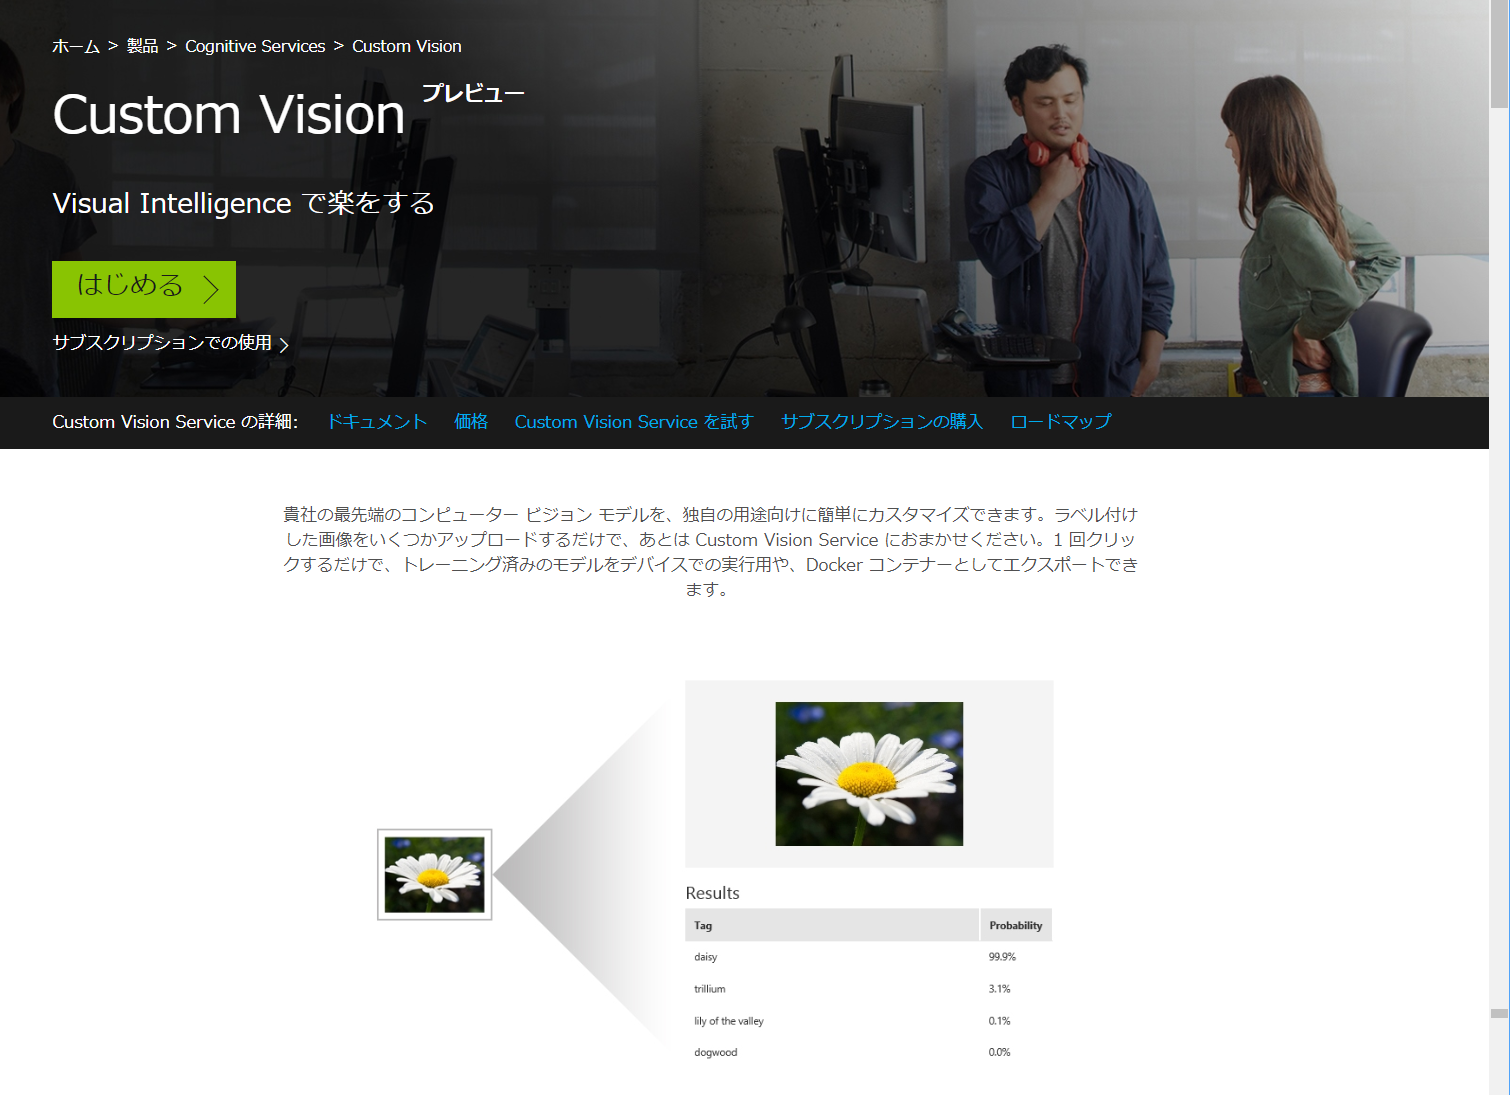 ホーム > 製品 > Cognitive Services > Custom Vision
Custom Vision プレビュー
Visual Intelligence で楽をする
はじめる
サブスクリプションでの使用
Custom Vision Service の詳細: ドキュメント 価格 Custom Vision Service を試す サブスクリプションの購入 ロードマップ
貴社の最先端のコンピューター ビジョン モデルを、独自の用途向けに簡単にカスタマイズできます。ラベル付け
した画像をいくつかアップロードするだけで、あとは Custom Vision Service におまかせください。1 回クリッ
クするだけで、トレーニング済みのモデルをデバイスでの実行用や、Docker コンテナーとしてエクスポートでき
ます。
Results
Tag Probability
daisy 99.9%
trillium 3.1%
lily of the valley 0.1%
dogwood 0.0%